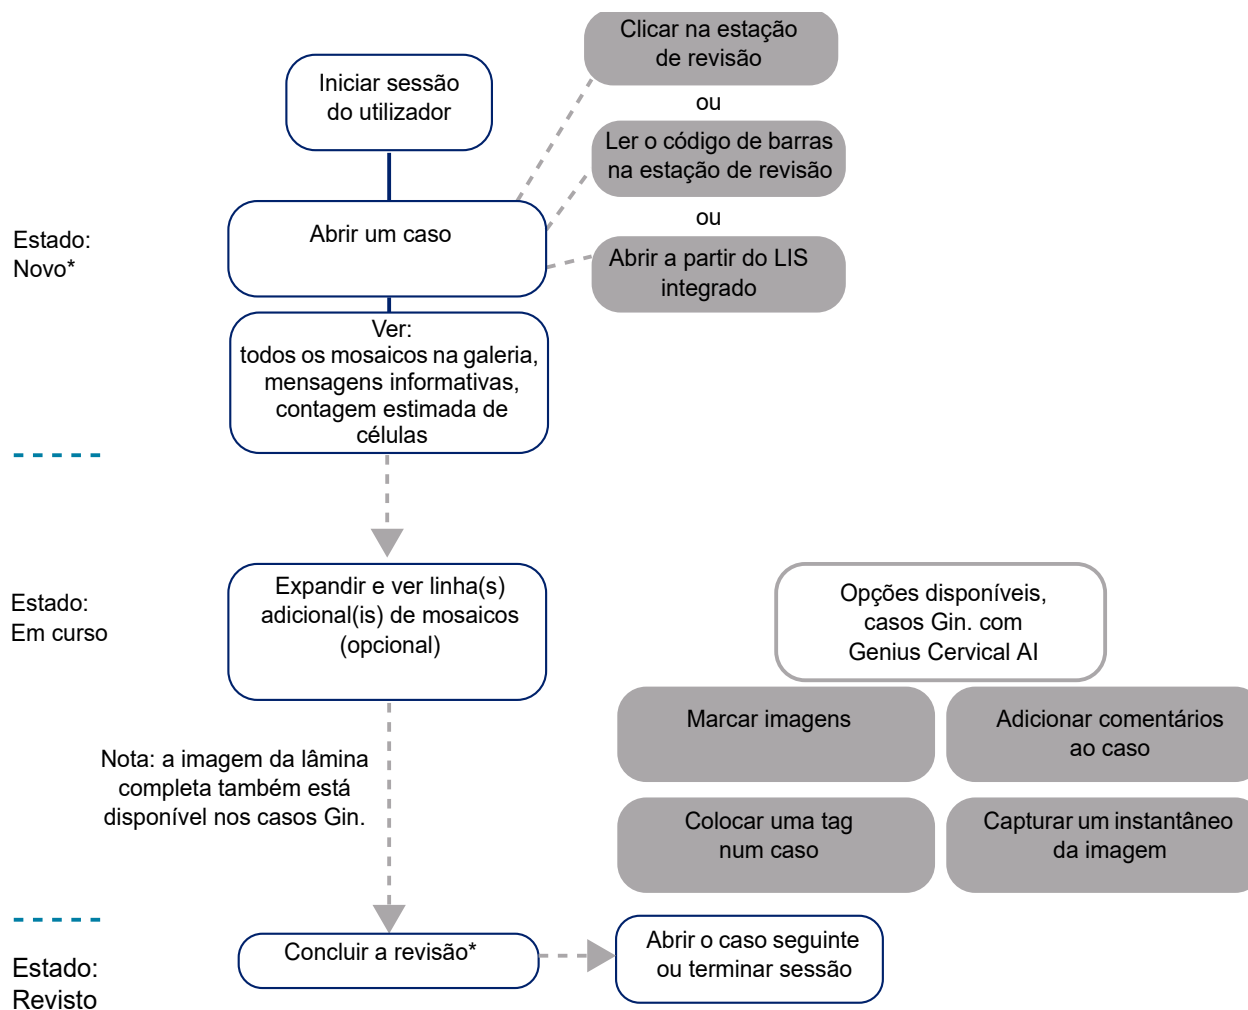 Clicar na estação
de revisão
Iniciar sessão
do utilizador
ou
Ler o código de barras
na estação de revisão
ou
Estado:
Novo*
Abrir um caso
Abrir a partir do LIS
integrado
Ver:
todos os mosaicos na galeria,
mensagens informativas,
contagem estimada de
células
Estado:
Em curso
Expandir e ver linha(s)
adicional(is) de mosaicos
(opcional)
Opções disponíveis,
casos Gin. com
Genius Cervical AI
Marcar imagens
Adicionar comentários
ao caso
Nota: a imagem da lâmina
completa também está
disponível nos casos Gin.
Colocar uma tag
num caso
Capturar um instantâneo
da imagem
Estado:
Revisto
Concluir a revisão*
Abrir o caso seguinte
ou terminar sessão